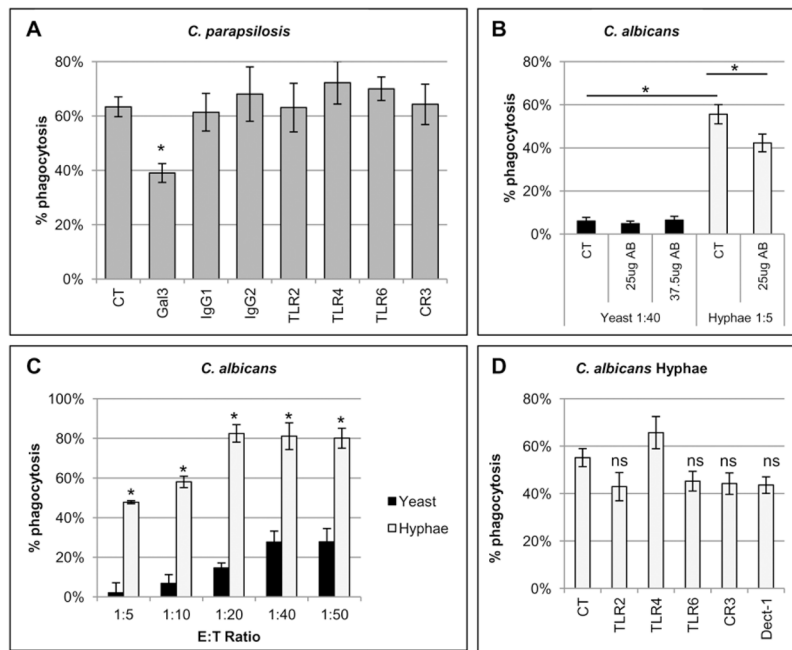 A
C. parapsilosis
% phagocytosis
80%
60%
40%
20%
0%
*
CT
Gal3
IgG1
IgG2
TLR2
TLR4
TLR6
CR3
B
C. albicans
% phagocytosis
80%
60%
40%
20%
0%
*
*
CT
25ug AB
37.5ug AB
CT
25ug AB
Yeast 1:40
Hyphae 1:5
C
C. albicans
% phagocytosis
100%
80%
60%
40%
20%
0%
* * * * *
1:5 1:10 1:20 1:40 1:50
E:T Ratio
Yeast
Hyphae
D
C. albicans Hyphae
% phagocytosis
80%
60%
40%
20%
0%
ns ns ns ns
CT
TLR2
TLR4
TLR6
CR3
Dect-1